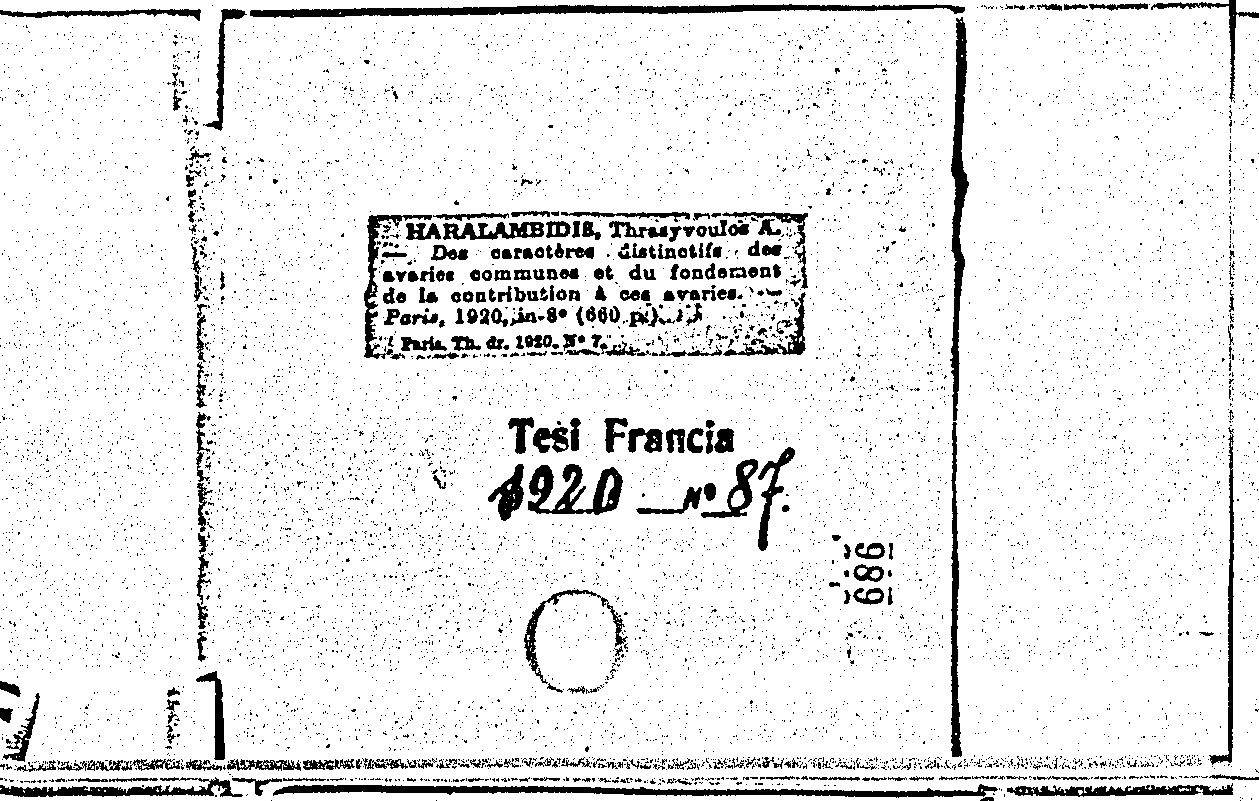 HARALAMBIDIS, Thrasyvoulos A.
— Des caractères distinctifs des
avaries communes et du fondement
de la contribution à ces avaries. —
Paris, 1920, in-8° (660 p.).
Paris. Th. dr. 1920. N° 7.
Tesi Francia
1920 — N° 87.
689